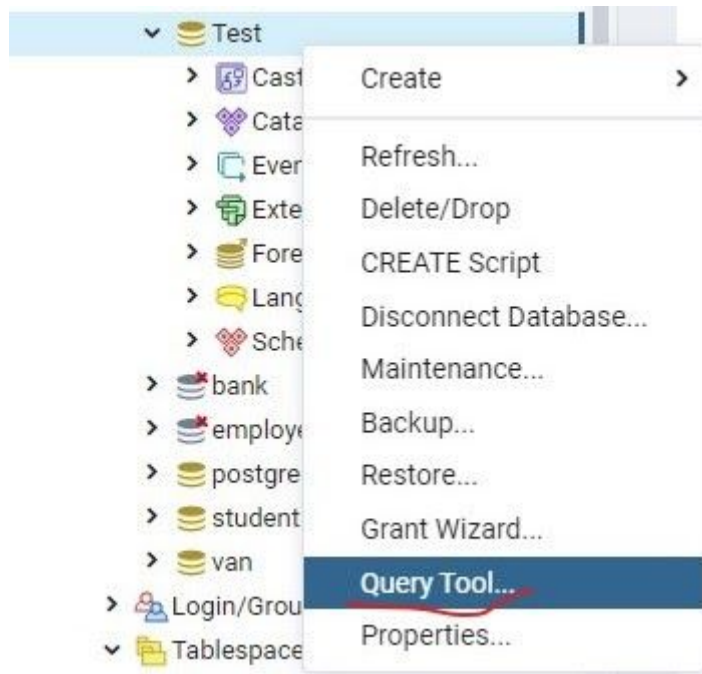 Test
Cast
Cata
Even
Exte
Fore
Lang
Sche
bank
employe
postgre
student
van
Login/Grou
Tablespace
Create
Refresh...
Delete/Drop
CREATE Script
Disconnect Database...
Maintenance...
Backup...
Restore...
Grant Wizard...
Query Tool...
Properties...